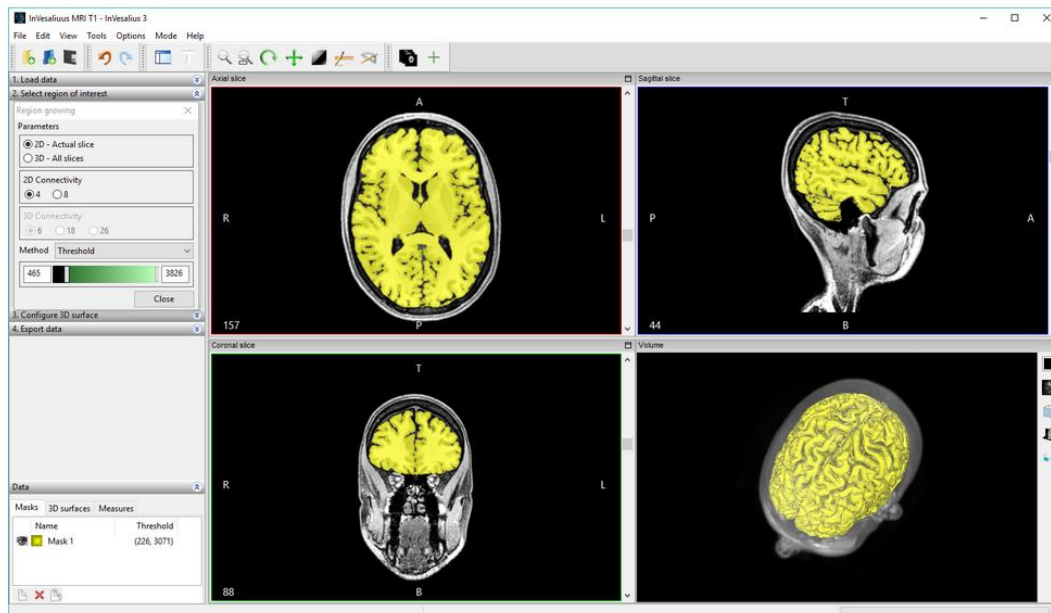 InVesaliuus MRI T1 - InVesalius 3
File Edit View Tools Options Mode Help
1. Load data
2. Select region of interest
Region growing
Parameters
2D - Actual slice
3D - All slices
2D Connectivity
4 8
3D Connectivity
6 18 26
Method Threshold
465 3826
Close
3. Configure 3D surface
4. Export data
Data
Masks 3D surfaces Measures
Name Threshold
Mask 1 (226, 3071)
Axial slice
A
R L
157 P
Sagittal slice
T
P A
44 B
Coronal slice
T
R L
88 B
Volume